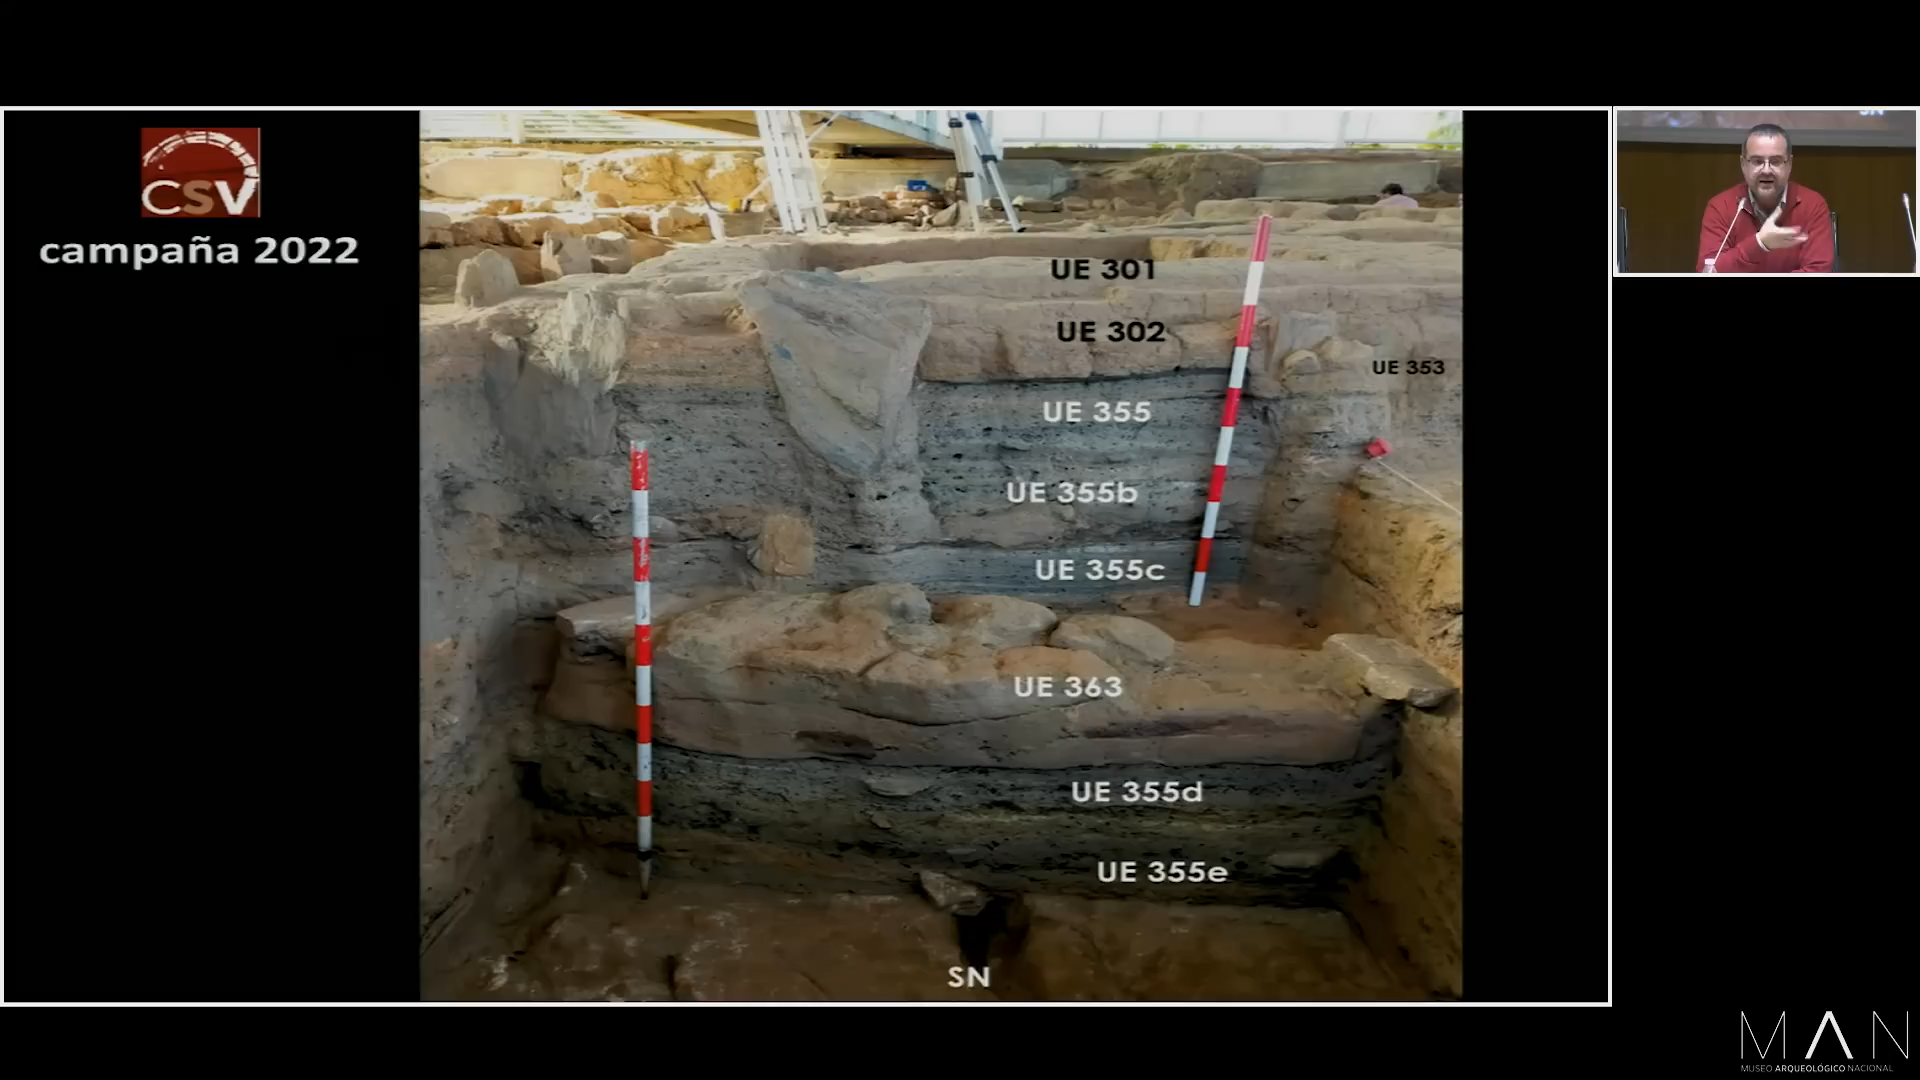 CSV
campaña 2022
UE 301
UE 302
UE 353
UE 355
UE 355b
UE 355c
UE 363
UE 355d
UE 355e
SN
MAN
MUSEO ARQUEOLÓGICO NACIONAL